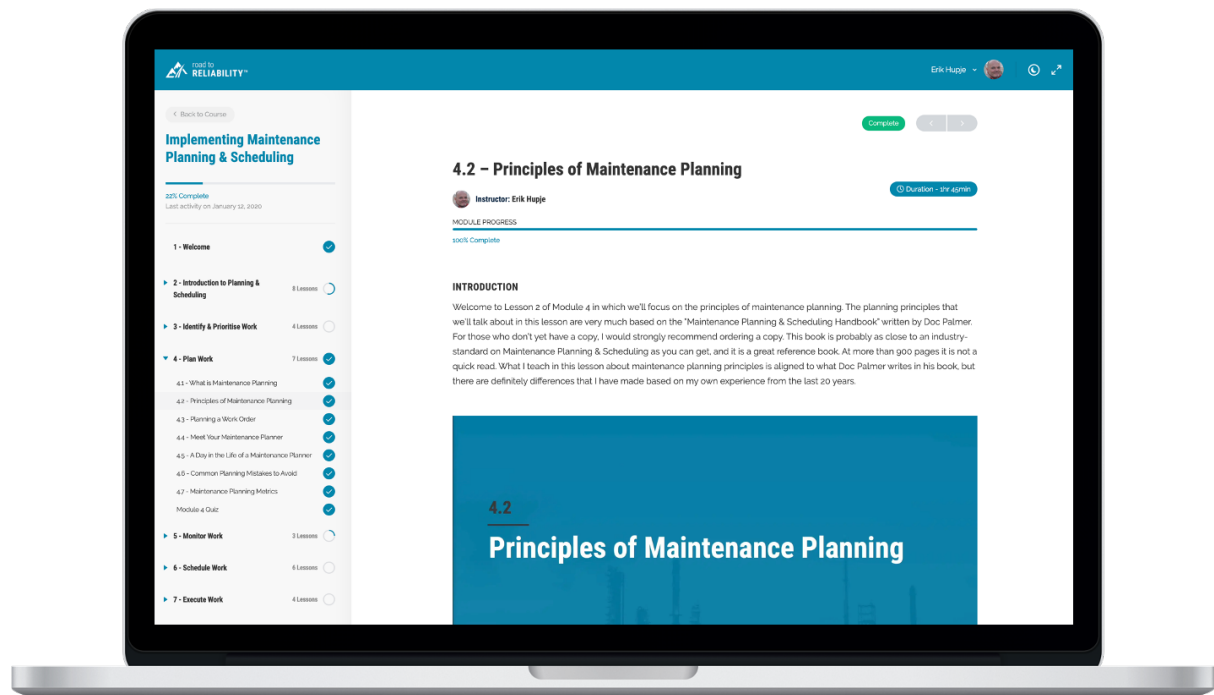 road to
RELIABILITY™
Erik Hupje
Back to Course
Implementing Maintenance
Planning & Scheduling
22% Complete
Last activity on January 12, 2020
1 - Welcome
2 - Introduction to Planning &
Scheduling
8 Lessons
3 - Identify & Prioritise Work
4 Lessons
4 - Plan Work
7 Lessons
4.1 - What is Maintenance Planning
4.2 - Principles of Maintenance Planning
4.3 - Planning a Work Order
4.4 - Meet Your Maintenance Planner
4.5 - A Day in the Life of a Maintenance Planner
4.6 - Common Planning Mistakes to Avoid
4.7 - Maintenance Planning Metrics
Module 4 Quiz
5 - Monitor Work
3 Lessons
6 - Schedule Work
6 Lessons
7 - Execute Work
4 Lessons
Complete
4.2 – Principles of Maintenance Planning
Duration - 1hr 45min
Instructor: Erik Hupje
MODULE PROGRESS
100% Complete
INTRODUCTION
Welcome to Lesson 2 of Module 4 in which we'll focus on the principles of maintenance planning. The planning principles that
we'll talk about in this lesson are very much based on the "Maintenance Planning & Scheduling Handbook" written by Doc Palmer.
For those who don't yet have a copy, I would strongly recommend ordering a copy. This book is probably as close to an industry-
standard on Maintenance Planning & Scheduling as you can get, and it is a great reference book. At more than 900 pages it is not a
quick read. What I teach in this lesson about maintenance planning principles is aligned to what Doc Palmer writes in his book, but
there are definitely differences that I have made based on my own experience from the last 20 years.
4.2
Principles of Maintenance Planning